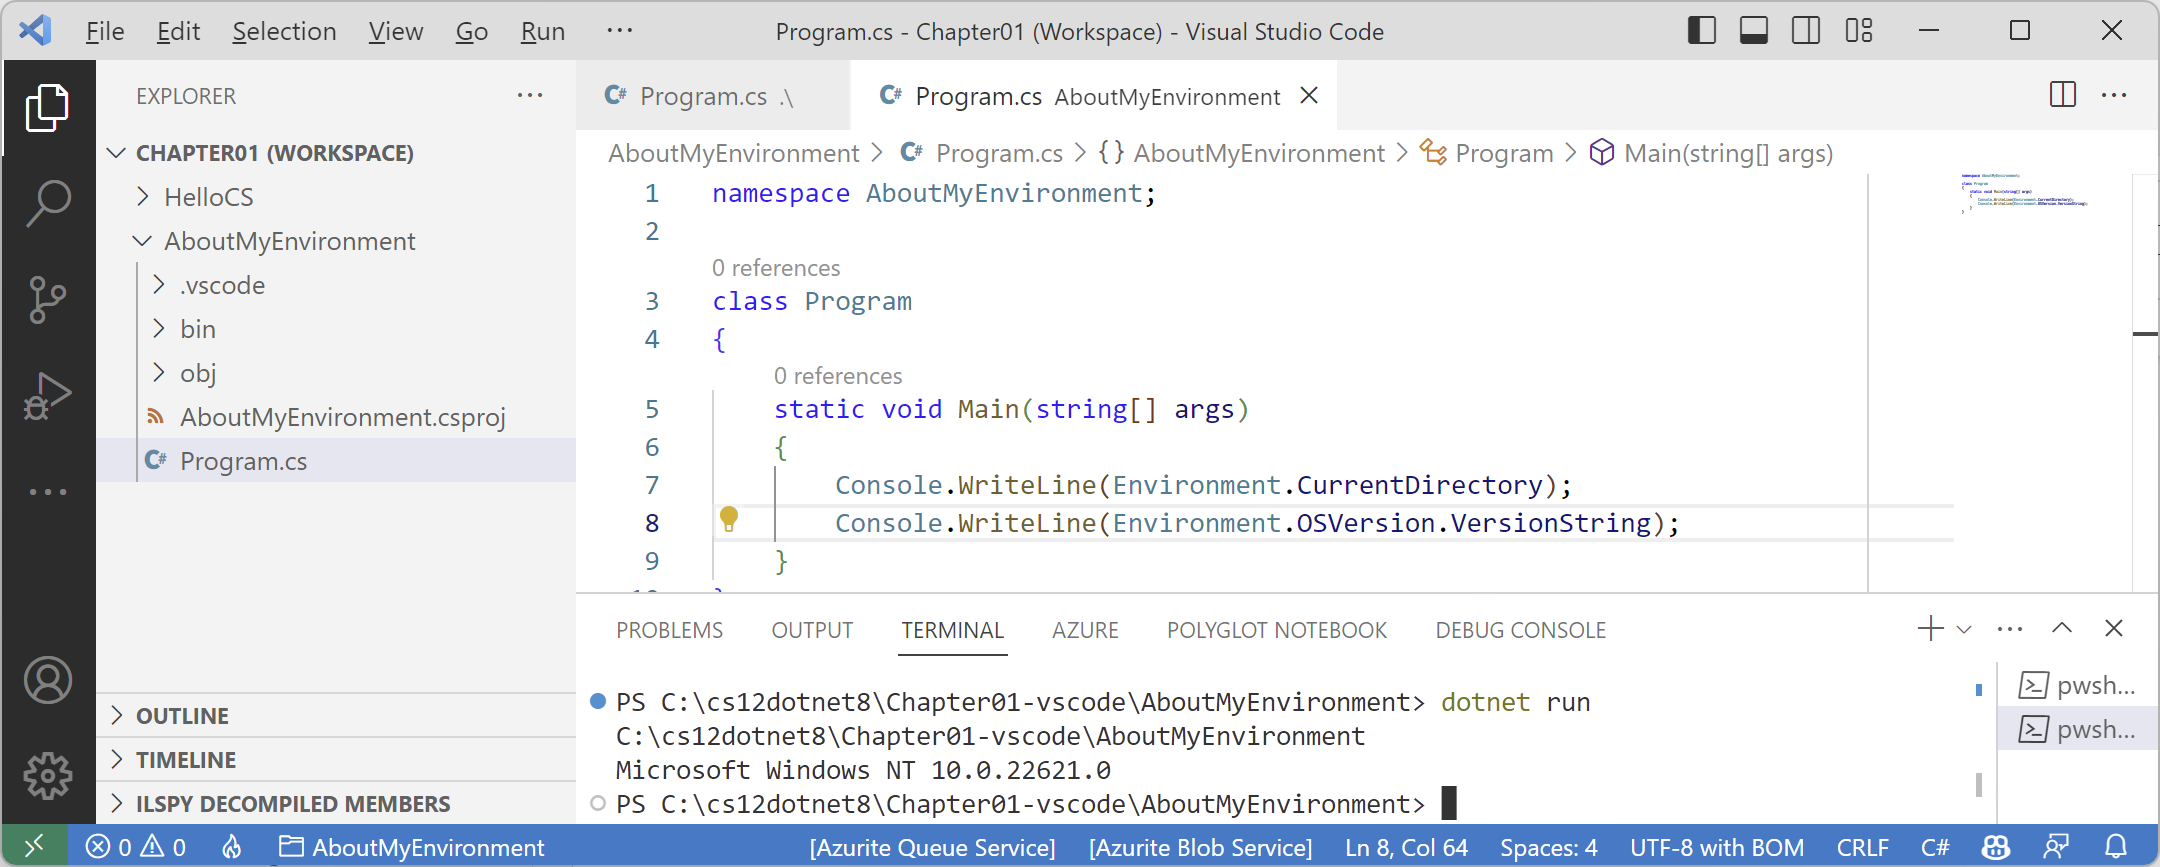 File Edit Selection View Go Run ··· Program.cs - Chapter01 (Workspace) - Visual Studio Code
EXPLORER ···
CHAPTER01 (WORKSPACE)
HelloCS
AboutMyEnvironment
.vscode
bin
obj
AboutMyEnvironment.csproj
Program.cs
OUTLINE
TIMELINE
ILSPY DECOMPILED MEMBERS
C# Program.cs .\ C# Program.cs AboutMyEnvironment
AboutMyEnvironment > C# Program.cs > {} AboutMyEnvironment > Program > Main(string[] args)
1 namespace AboutMyEnvironment;
2
0 references
3 class Program
4 {
0 references
5 static void Main(string[] args)
6 {
7 Console.WriteLine(Environment.CurrentDirectory);
8 Console.WriteLine(Environment.OSVersion.VersionString);
9 }
PROBLEMS OUTPUT TERMINAL AZURE POLYGLOT NOTEBOOK DEBUG CONSOLE
PS C:\cs12dotnet8\Chapter01-vscode\AboutMyEnvironment> dotnet run
C:\cs12dotnet8\Chapter01-vscode\AboutMyEnvironment
Microsoft Windows NT 10.0.22621.0
PS C:\cs12dotnet8\Chapter01-vscode\AboutMyEnvironment>
pwsh...
pwsh...
0 0 AboutMyEnvironment [Azurite Queue Service] [Azurite Blob Service] Ln 8, Col 64 Spaces: 4 UTF-8 with BOM CRLF C#